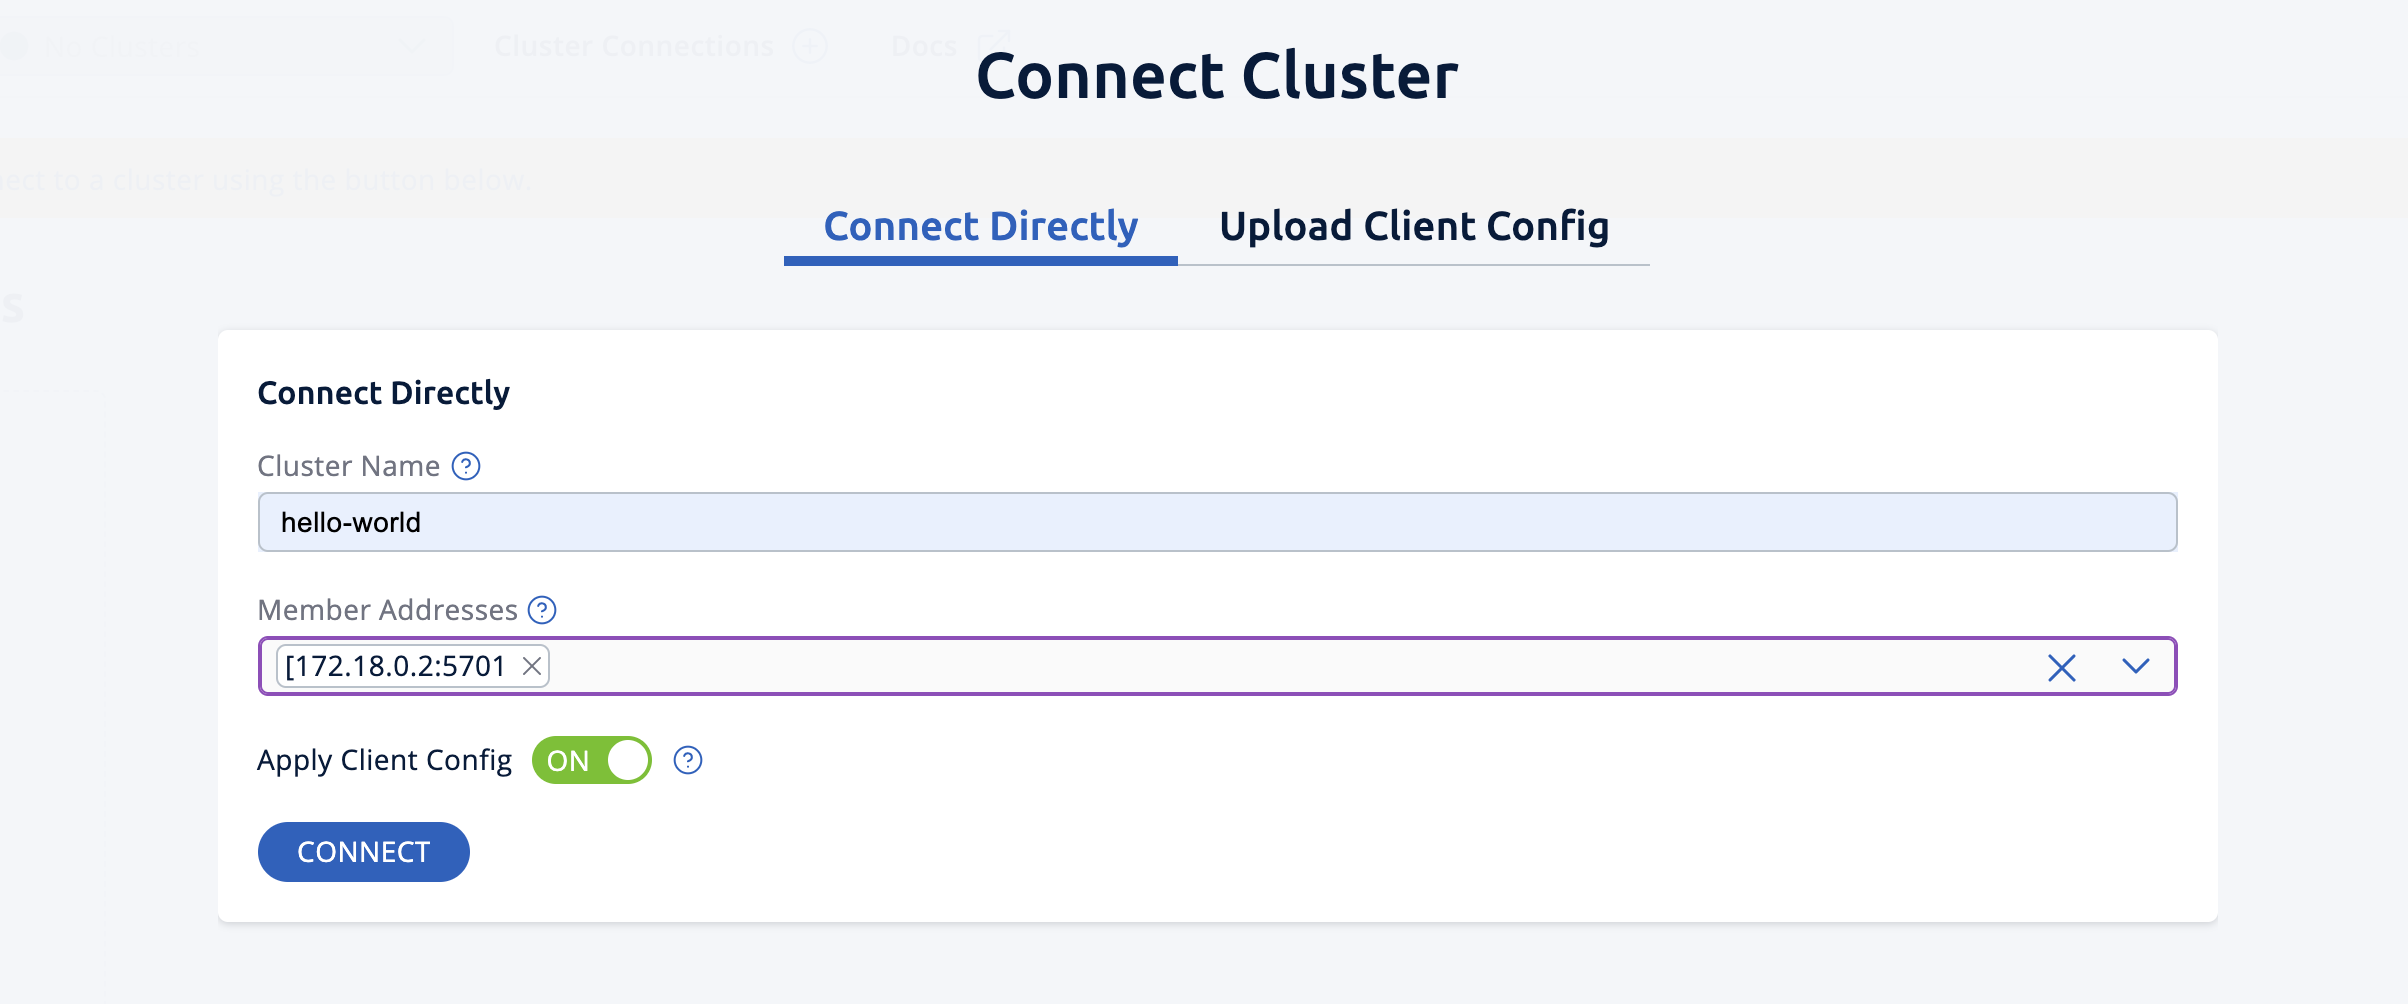 No Clusters
Cluster Connections
Docs
Connect Cluster
nect to a cluster using the button below.
Connect Directly
Upload Client Config
s
Connect Directly
Cluster Name ?
hello-world
Member Addresses ?
[172.18.0.2:5701
Apply Client Config ON ?
CONNECT